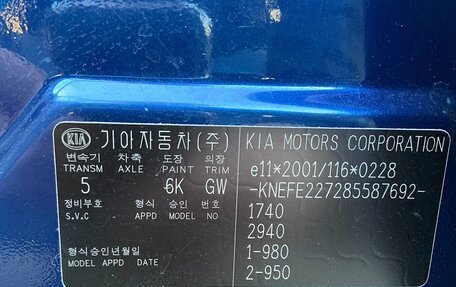 KIA 기아자동차(주) KIA MOTORS CORPORATION
변속기 차축 도장 의장
TRANSM AXLE PAINT TRIM
5 6K GW
정비부호 형식 승인 번호
S.V.C APPD MODEL NO
형식승인년월일
MODEL APPD DATE
e11*2001/116*0228
-KNEFE227285587692-
1740
2940
1-980
2-950